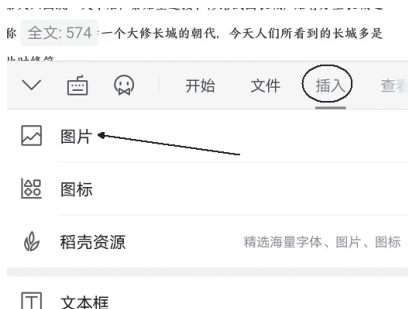 称 全文: 574 一个大修长城的朝代，今天人们所看到的长城多是
开始 文件 插入 查看
图片
图标
稻壳资源 精选海量字体、图片、图标
文本框